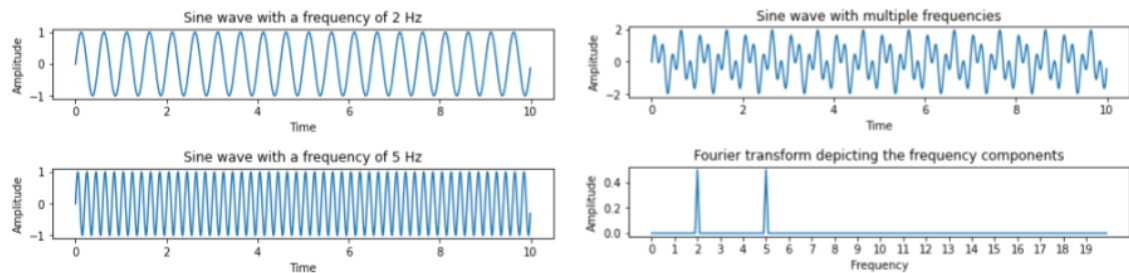 Sine wave with a frequency of 2 Hz
1
0
−1
Amplitude
0 2 4 6 8 10
Time
Sine wave with a frequency of 5 Hz
1
0
−1
Amplitude
0 2 4 6 8 10
Time
Sine wave with multiple frequencies
2
0
−2
Amplitude
0 2 4 6 8 10
Time
Fourier transform depicting the frequency components
0.4
0.2
0.0
Amplitude
0 1 2 3 4 5 6 7 8 9 10 11 12 13 14 15 16 17 18 19
Frequency